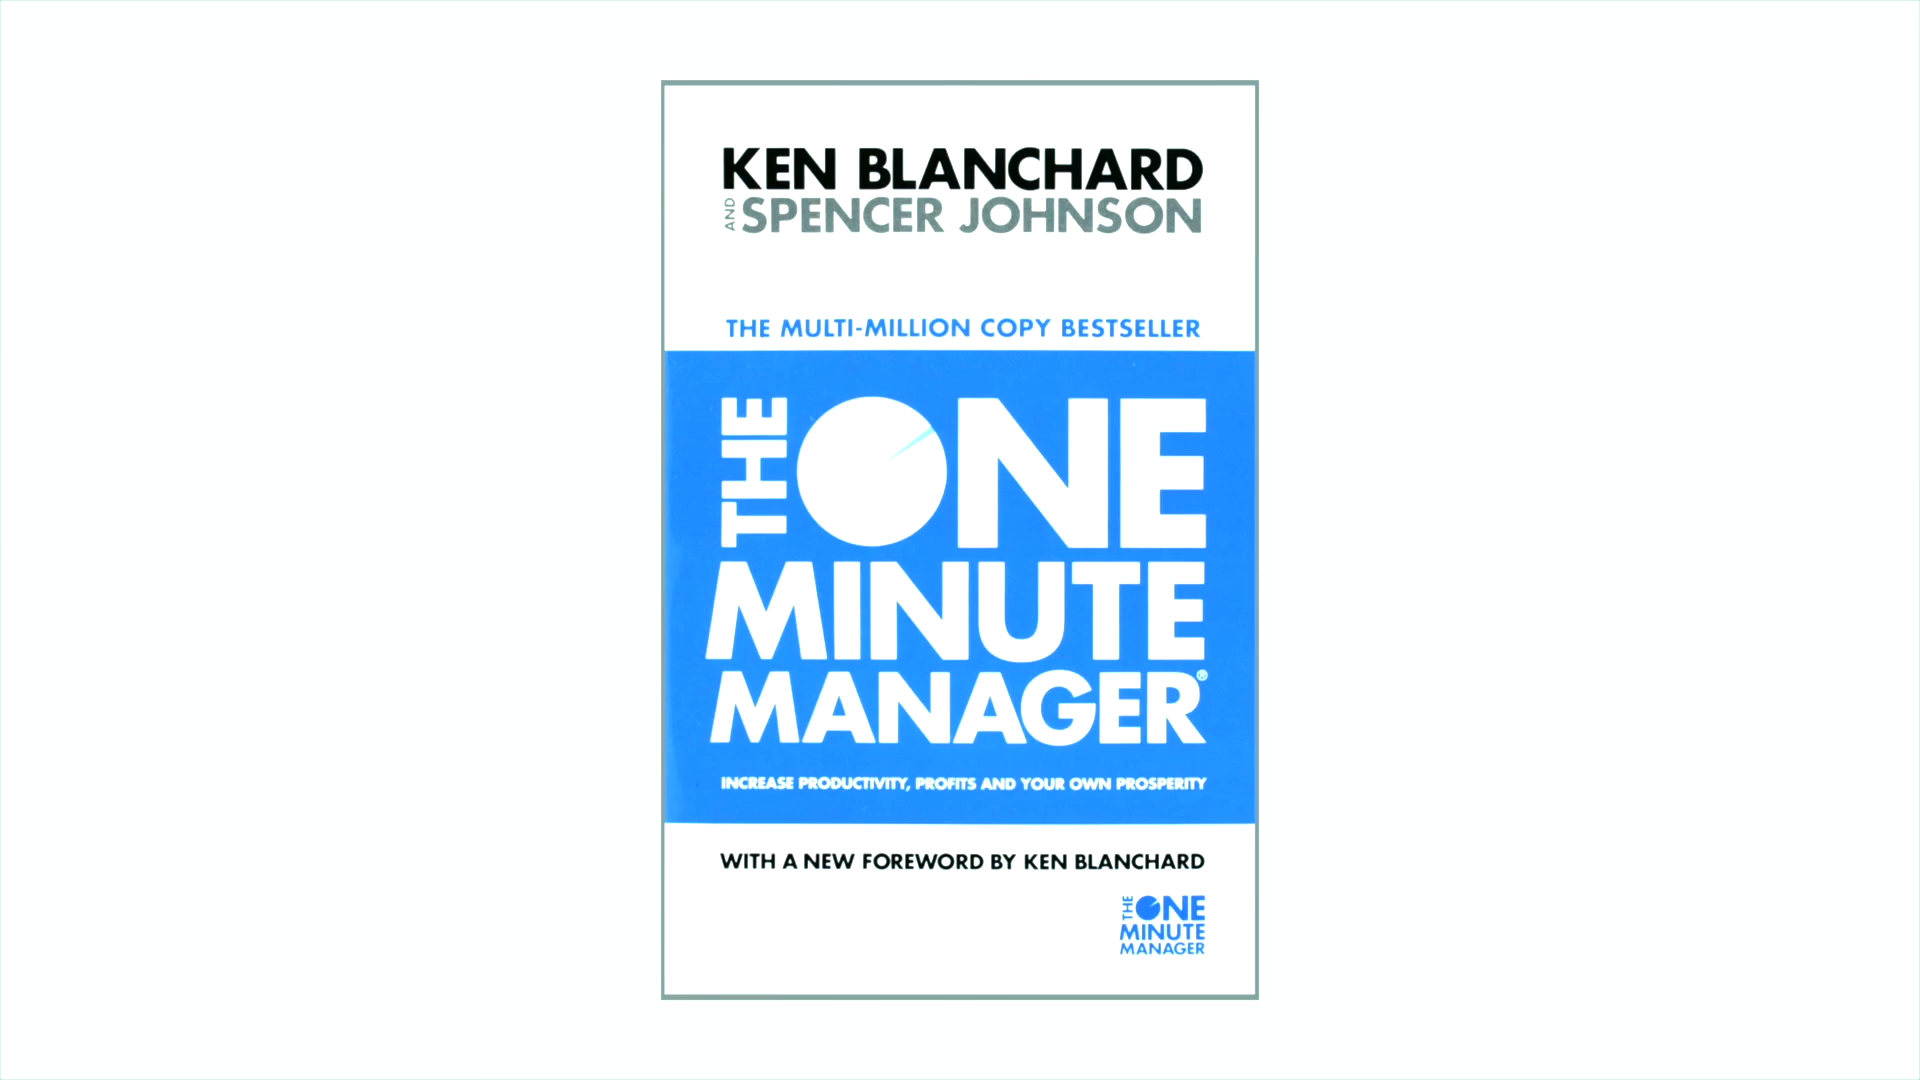 KEN BLANCHARD
AND SPENCER JOHNSON
THE MULTI-MILLION COPY BESTSELLER
THE ONE
MINUTE
MANAGER®
INCREASE PRODUCTIVITY, PROFITS AND YOUR OWN PROSPERITY
WITH A NEW FOREWORD BY KEN BLANCHARD
THE ONE
MINUTE
MANAGER